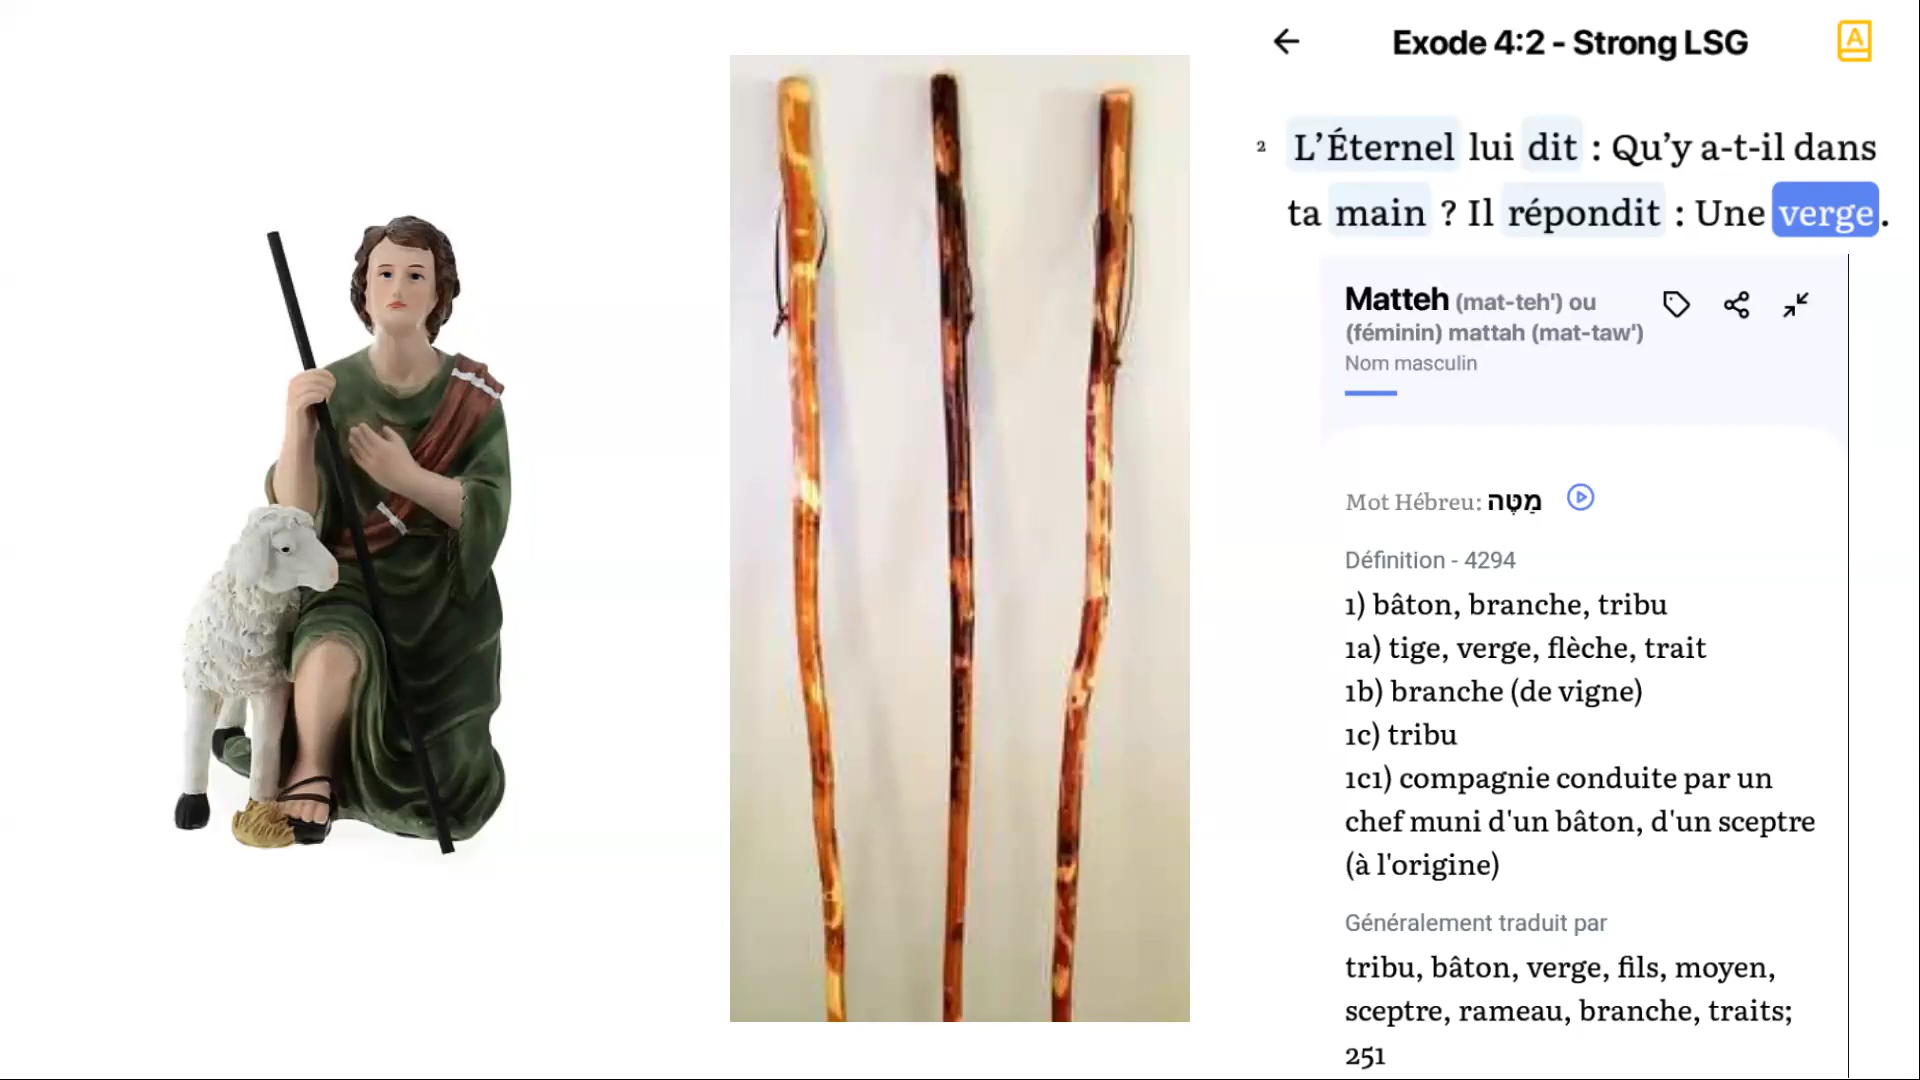 Exode 4:2 - Strong LSG
A
2 L’Éternel lui dit : Qu’y a-t-il dans
ta main ? Il répondit : Une verge.
Matteh (mat-teh') ou
(féminin) mattah (mat-taw')
Nom masculin
Mot Hébreu: מַטֶּה
Définition - 4294
1) bâton, branche, tribu
1a) tige, verge, flèche, trait
1b) branche (de vigne)
1c) tribu
1c1) compagnie conduite par un
chef muni d'un bâton, d'un sceptre
(à l'origine)
Généralement traduit par
tribu, bâton, verge, fils, moyen,
sceptre, rameau, branche, traits;
251